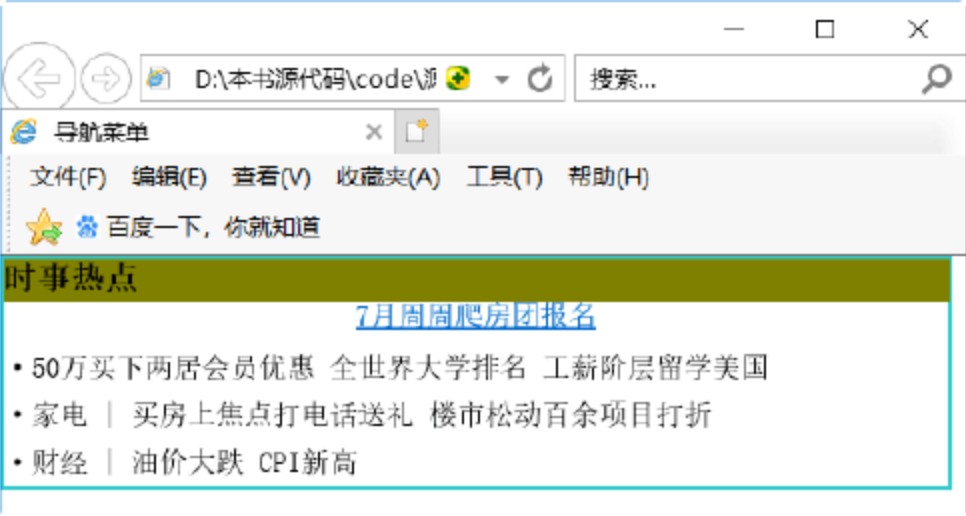 D:\本书源代码\code\源 搜索...
导航菜单
文件(F) 编辑(E) 查看(V) 收藏夹(A) 工具(T) 帮助(H)
百度一下，你就知道
时事热点
7月周周爬房团报名
•50万买下两居会员优惠 全世界大学排名 工薪阶层留学美国
•家电 | 买房上焦点打电话送礼 楼市松动百余项目打折
•财经 | 油价大跌 CPI新高